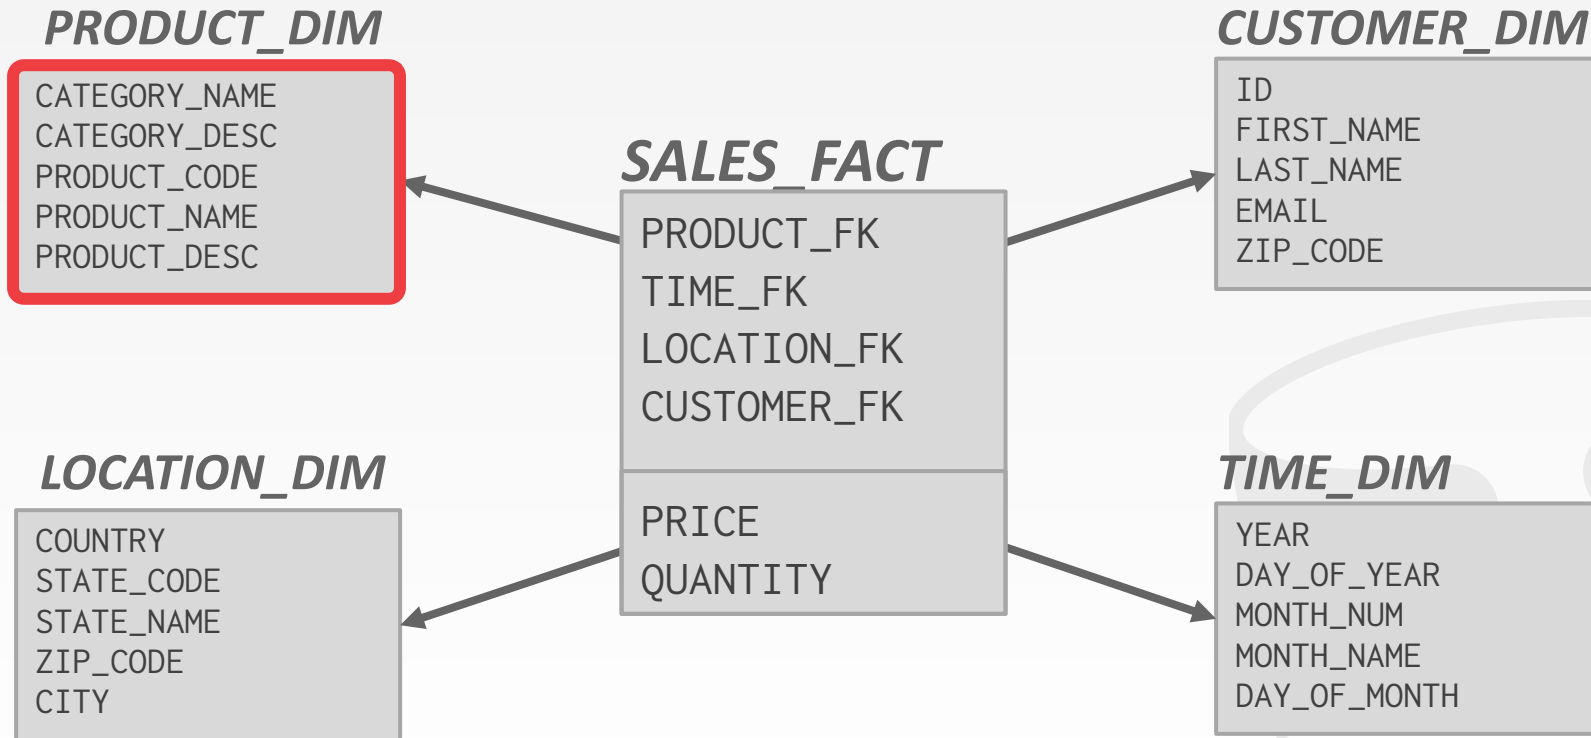 PRODUCT_DIM
CATEGORY_NAME
CATEGORY_DESC
PRODUCT_CODE
PRODUCT_NAME
PRODUCT_DESC
SALES_FACT
PRODUCT_FK
TIME_FK
LOCATION_FK
CUSTOMER_FK
PRICE
QUANTITY
CUSTOMER_DIM
ID
FIRST_NAME
LAST_NAME
EMAIL
ZIP_CODE
LOCATION_DIM
COUNTRY
STATE_CODE
STATE_NAME
ZIP_CODE
CITY
TIME_DIM
YEAR
DAY_OF_YEAR
MONTH_NUM
MONTH_NAME
DAY_OF_MONTH